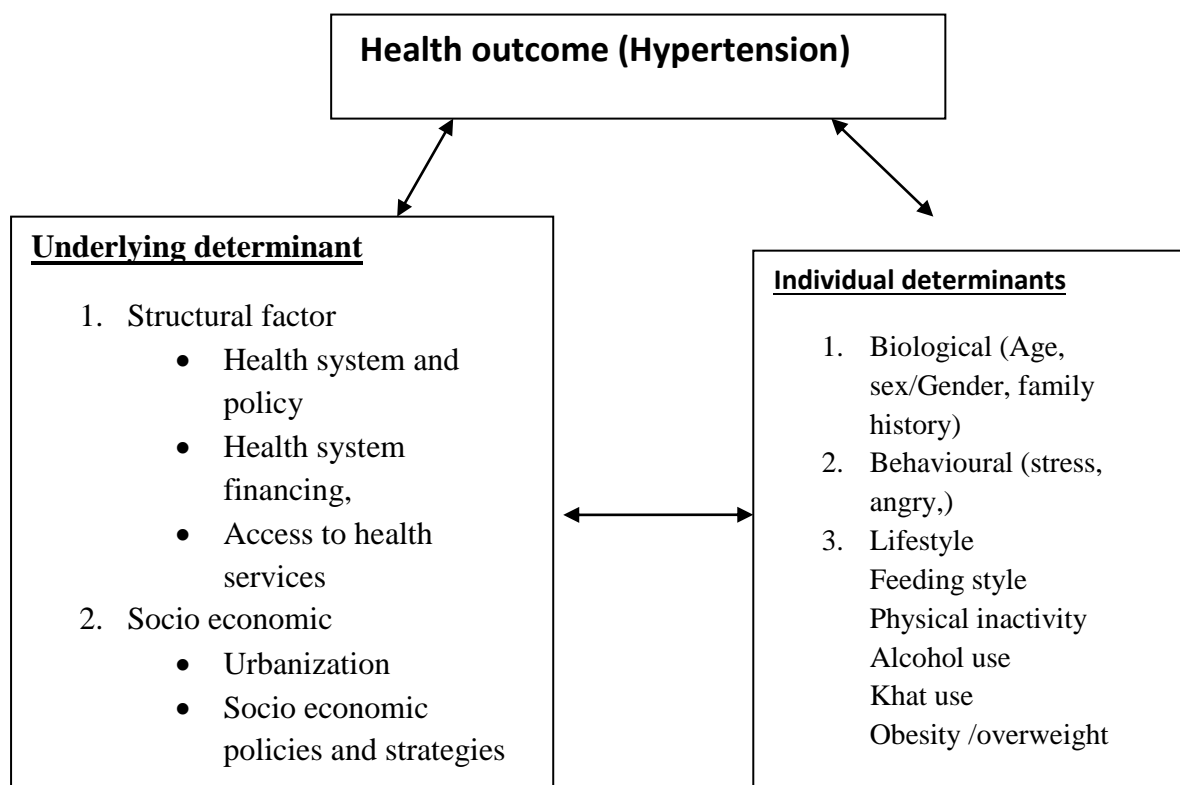 Health outcome (Hypertension)
Underlying determinant
1. Structural factor
• Health system and
policy
• Health system
financing,
• Access to health
services
2. Socio economic
• Urbanization
• Socio economic
policies and strategies
Individual determinants
1. Biological (Age,
sex/Gender, family
history)
2. Behavioural (stress,
angry,)
3. Lifestyle
Feeding style
Physical inactivity
Alcohol use
Khat use
Obesity /overweight